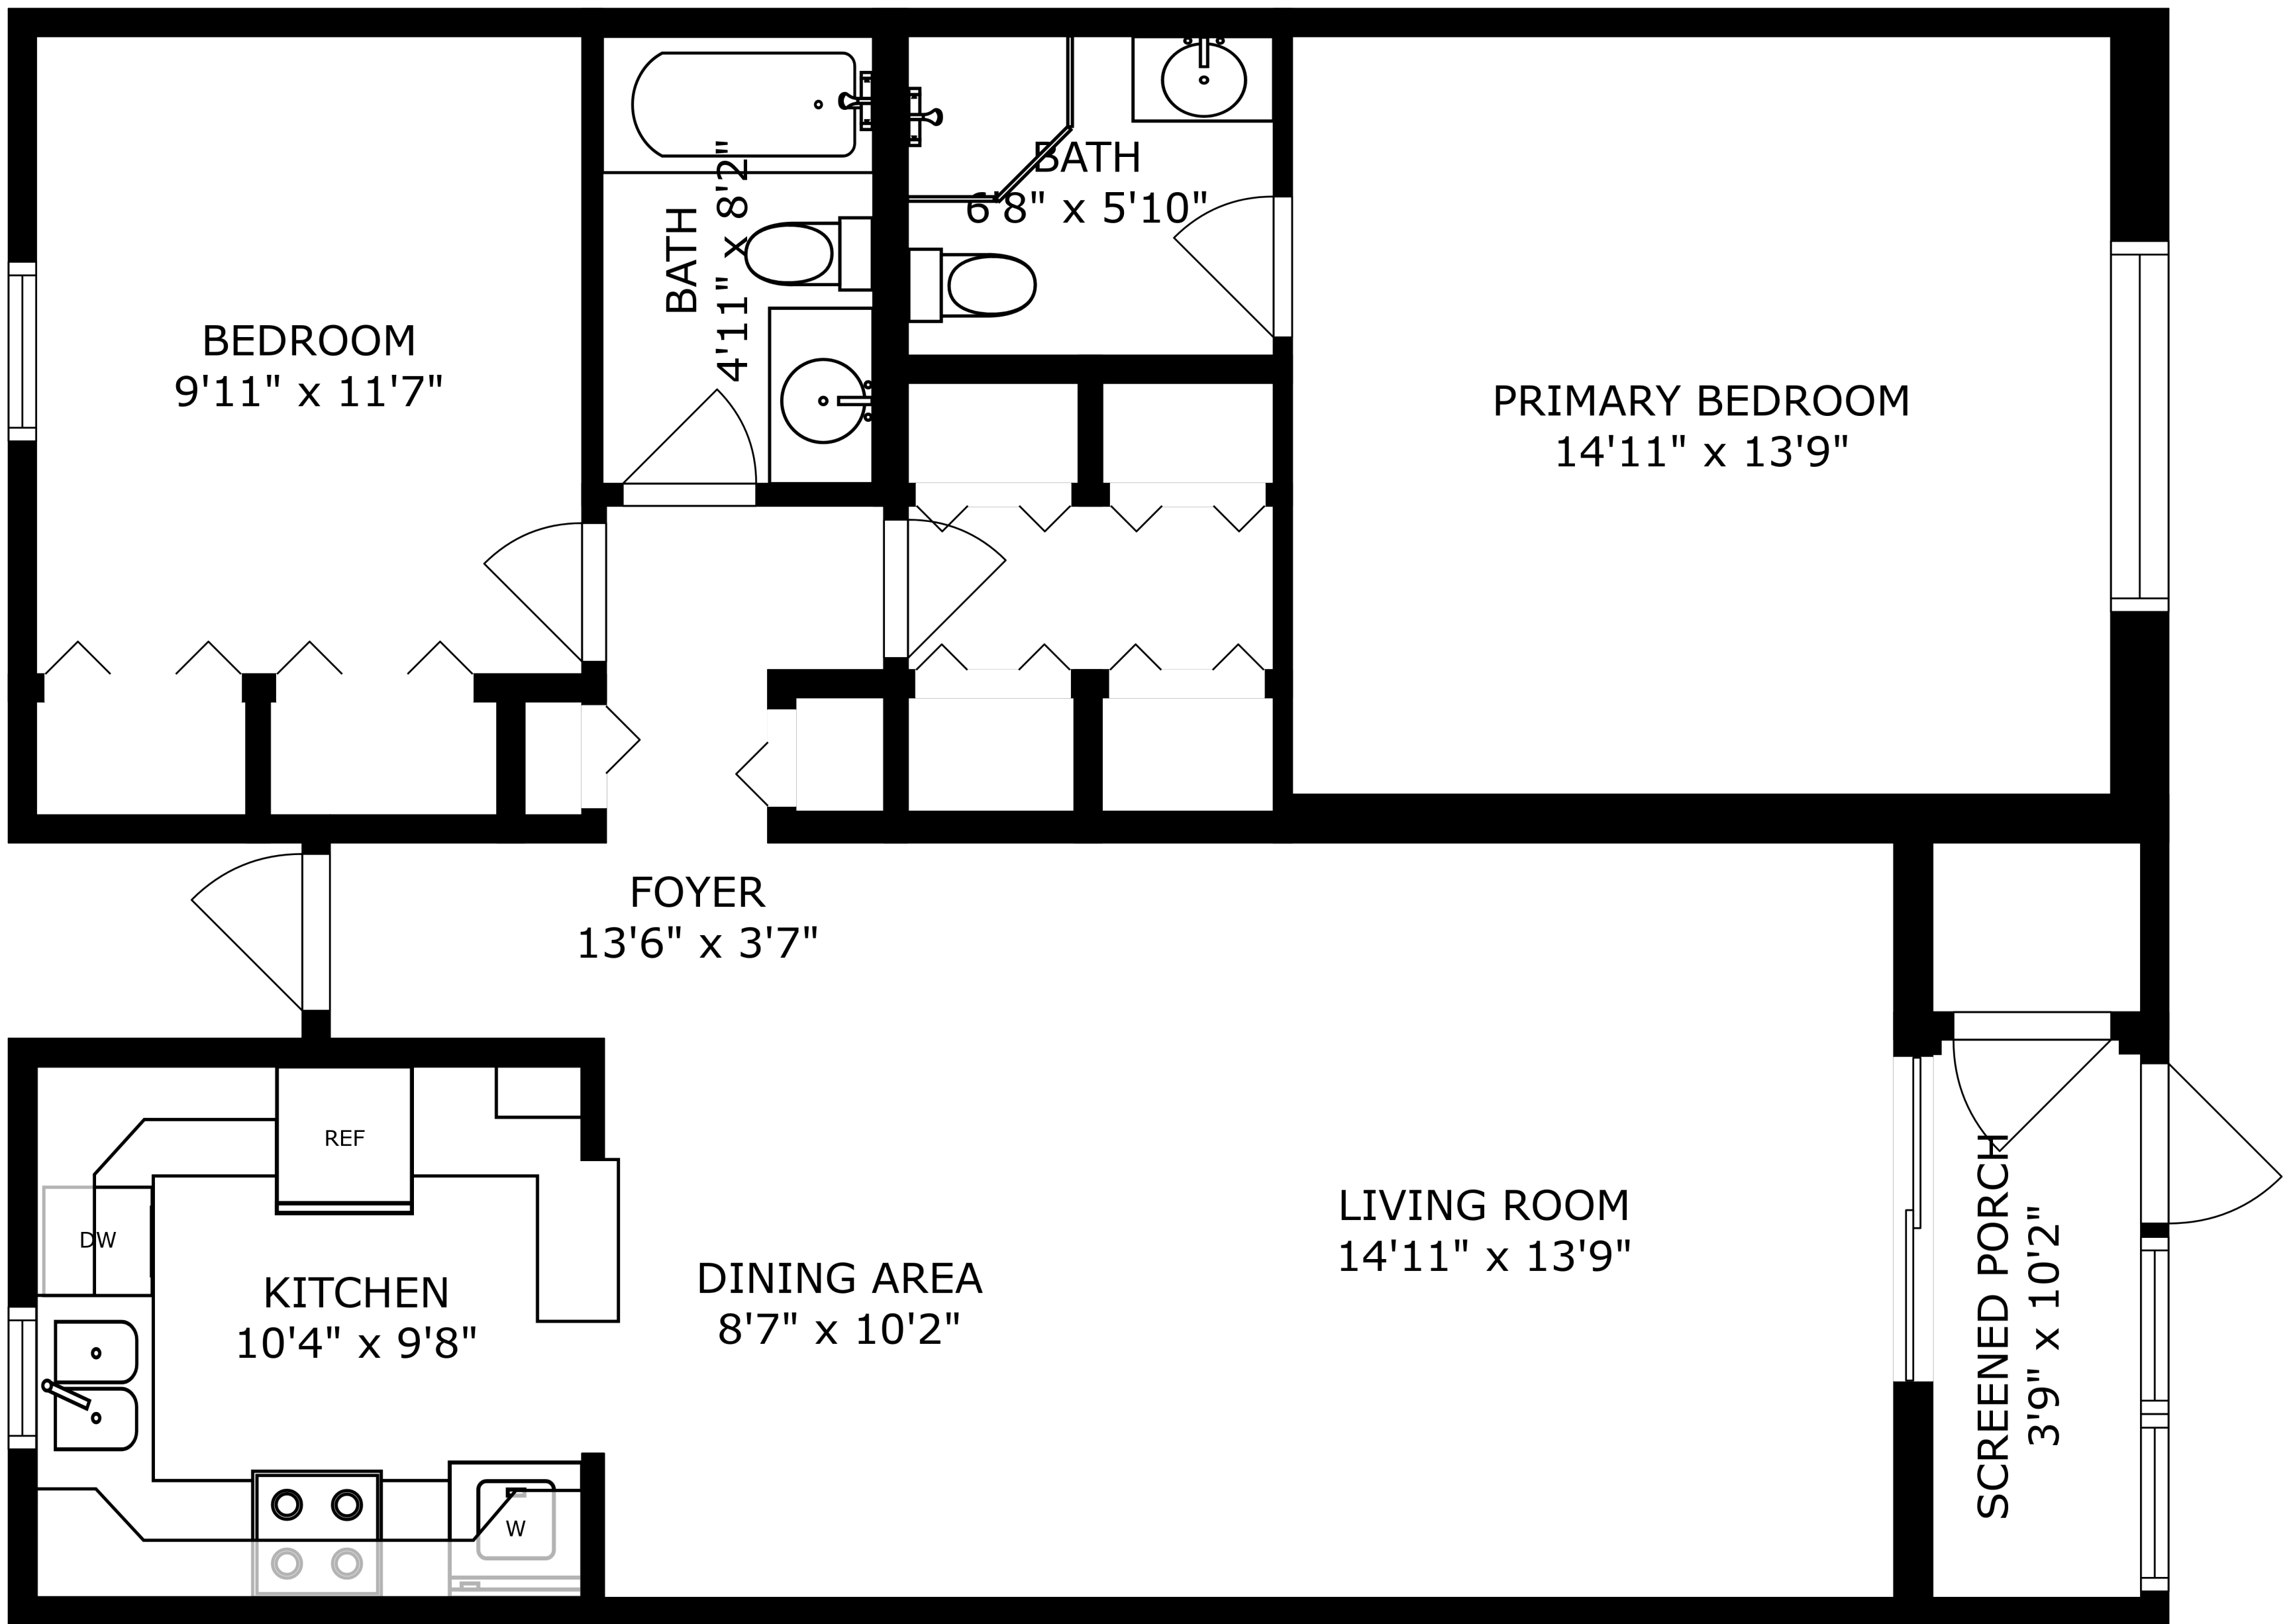 BATH
6'8" x 5'10"
BATH
4'11" x 8'2"
BEDROOM
9'11" x 11'7"
PRIMARY BEDROOM
14'11" x 13'9"
FOYER
13'6" x 3'7"
REF
DW
KITCHEN
10'4" x 9'8"
W
DINING AREA
8'7" x 10'2"
LIVING ROOM
14'11" x 13'9"
SCREENED PORCH
3'9" x 10'2"